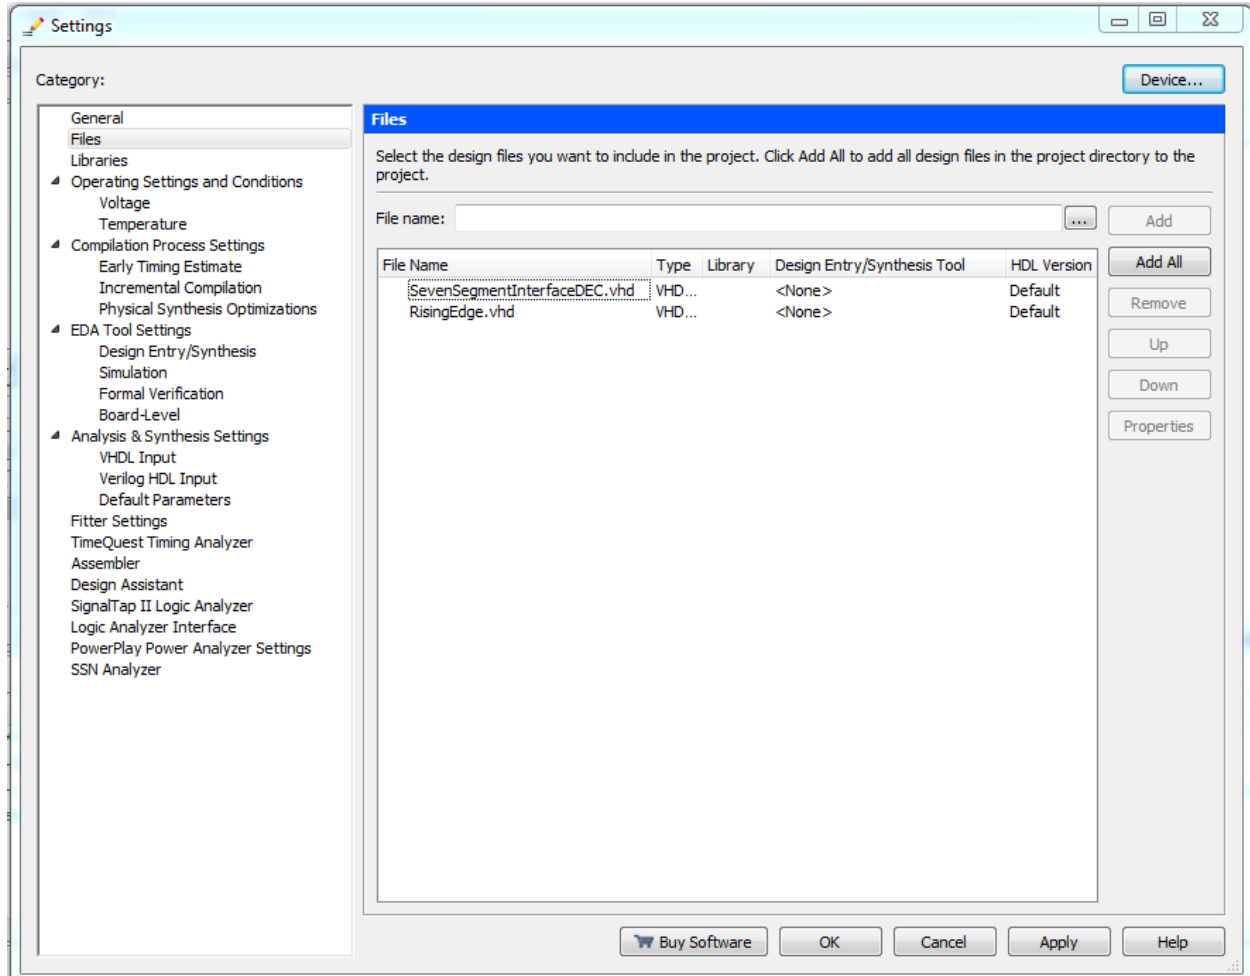 Settings
Category:
Device...
General
Files
Libraries
Operating Settings and Conditions
Voltage
Temperature
Compilation Process Settings
Early Timing Estimate
Incremental Compilation
Physical Synthesis Optimizations
EDA Tool Settings
Design Entry/Synthesis
Simulation
Formal Verification
Board-Level
Analysis & Synthesis Settings
VHDL Input
Verilog HDL Input
Default Parameters
Fitter Settings
TimeQuest Timing Analyzer
Assembler
Design Assistant
SignalTap II Logic Analyzer
Logic Analyzer Interface
PowerPlay Power Analyzer Settings
SSN Analyzer
Files
Select the design files you want to include in the project. Click Add All to add all design files in the project directory to the
project.
File name: ... Add
File Name Type Library Design Entry/Synthesis Tool HDL Version
SevenSegmentInterfaceDEC.vhd VHD... <None> Default
RisingEdge.vhd VHD... <None> Default
Add All
Remove
Up
Down
Properties
Buy Software OK Cancel Apply Help